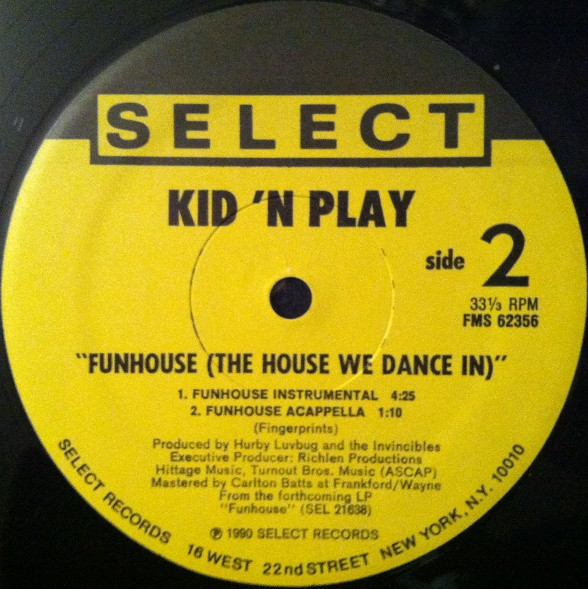 SELECT
KID 'N PLAY
side 2
33⅓ RPM
FMS 62356
"FUNHOUSE (THE HOUSE WE DANCE IN)"
1. FUNHOUSE INSTRUMENTAL 4:25
2. FUNHOUSE ACAPPELLA 1:10
(Fingerprints)
Produced by Hurby Luvbug and the Invincibles
Executive Producer: Richlen Productions
Hittage Music, Turnout Bros. Music (ASCAP)
Mastered by Carlton Batts at Frankford/Wayne
From the forthcoming LP
"Funhouse" (SEL 21638)
℗ 1990 SELECT RECORDS
SELECT RECORDS 16 WEST 22nd STREET NEW YORK, N.Y. 10010